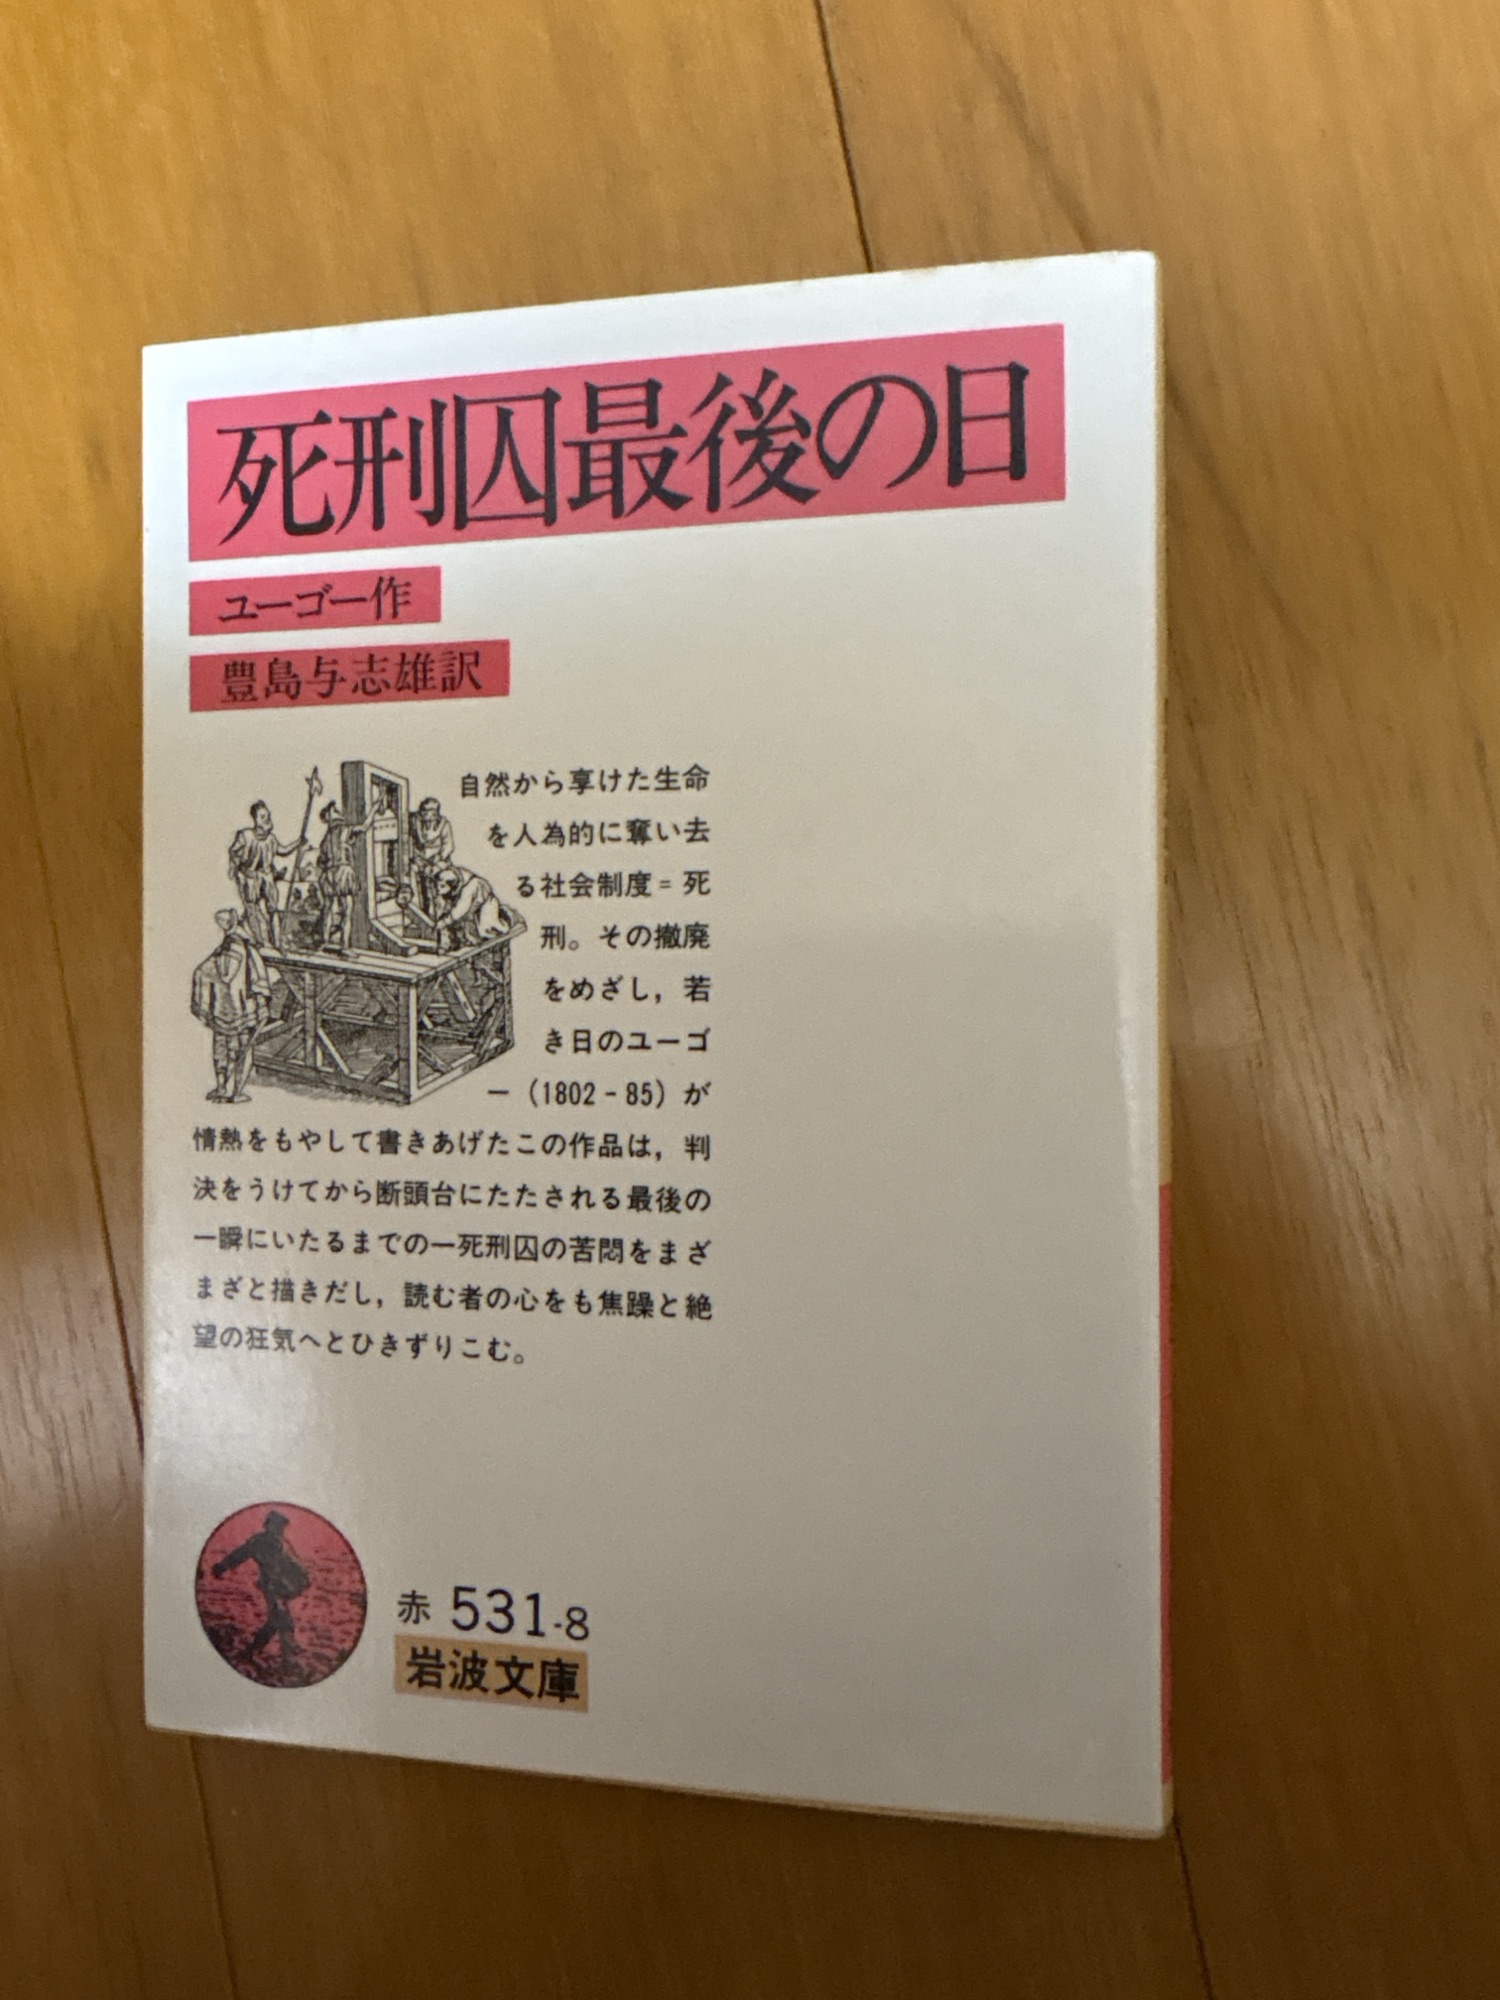 死刑囚最後の日
ユーゴー作
豊島与志雄訳
自然から享けた生命
を人為的に奪い去
る社会制度=死
刑。その撤廃
をめざし，若
き日のユーゴ
ー（1802‐85）が
情熱をもやして書きあげたこの作品は，判
決をうけてから断頭台にたたされる最後の
一瞬にいたるまでの一死刑囚の苦悶をまざ
まざと描きだし，読む者の心をも焦躁と絶
望の狂気へとひきずりこむ。
赤 531-8
岩波文庫